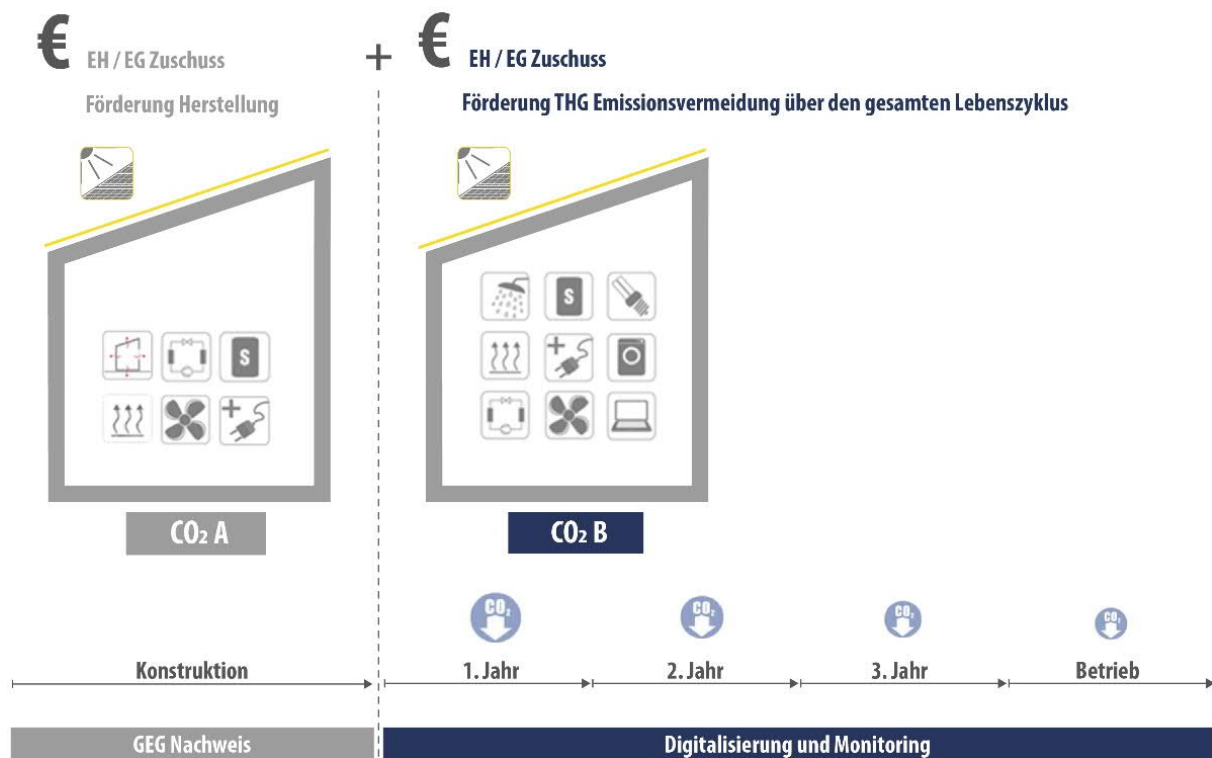 € EH / EG Zuschuss
Förderung Herstellung
+
€ EH / EG Zuschuss
Förderung THG Emissionsvermeidung über den gesamten Lebenszyklus
S
+
S
+
CO₂ A
CO₂ B
CO₂
CO₂
CO₂
CO₂
Konstruktion
1. Jahr
2. Jahr
3. Jahr
Betrieb
GEG Nachweis
Digitalisierung und Monitoring